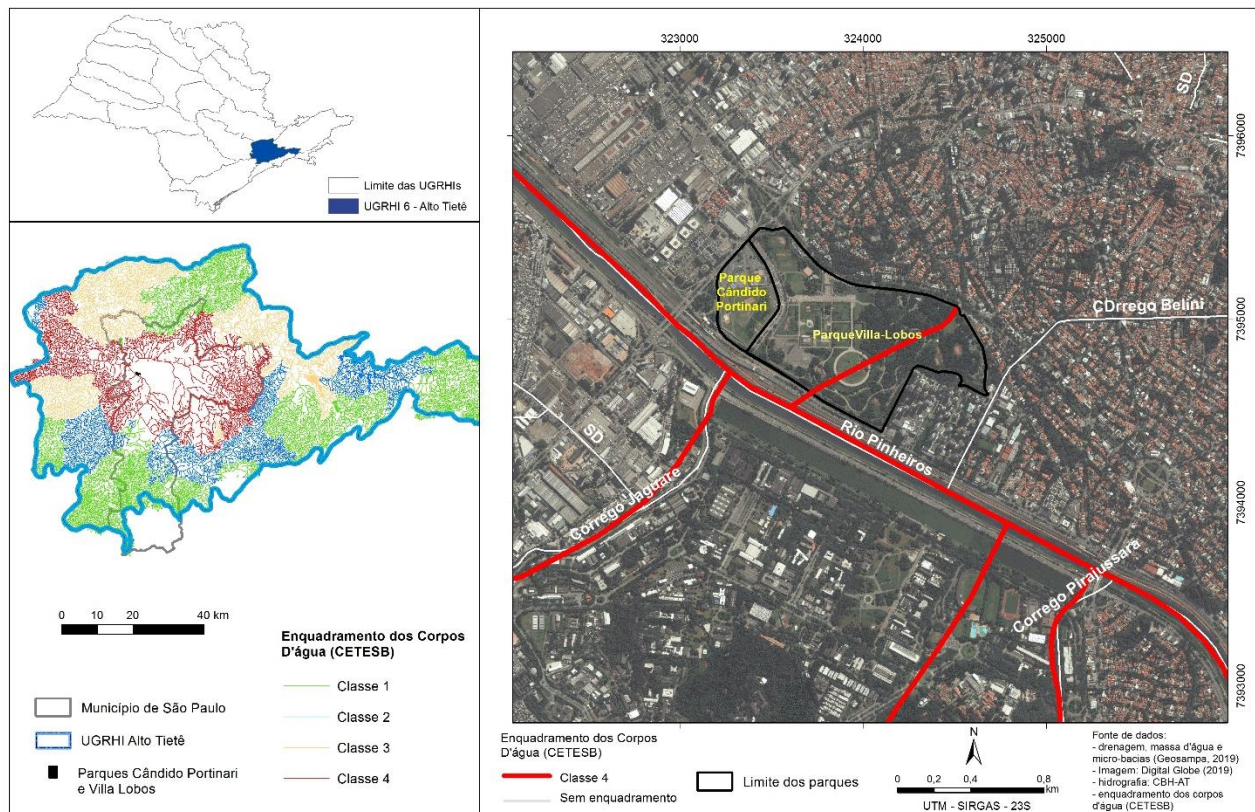 Limite das UGRHIs
UGRHI 6 - Alto Tietê
0 10 20 40 km
Enquadramento dos Corpos
D'água (CETESB)
Classe 1
Classe 2
Classe 3
Classe 4
Município de São Paulo
UGRHI Alto Tietê
Parques Cândido Portinari
e Villa Lobos
323000 324000 325000
7396000
7395000
7394000
7393000
SD
Parque
Cândido
Portinari
ParqueVilla-Lobos
CDrrego Belini
Rio Pinheiros
SD
Corrego Jaguare
Corrego Pirajussara
Enquadramento dos Corpos
D'água (CETESB)
Classe 4
Sem enquadramento
Limite dos parques
N
0 0,2 0,4 0,8
km
UTM - SIRGAS - 23S
Fonte de dados:
- drenagem, massa d'água e
micro-bacias (Geosampa, 2019)
- Imagem: Digital Globe (2019)
- hidrografia: CBH-AT
- enquadramento dos corpos
d'água (CETESB)